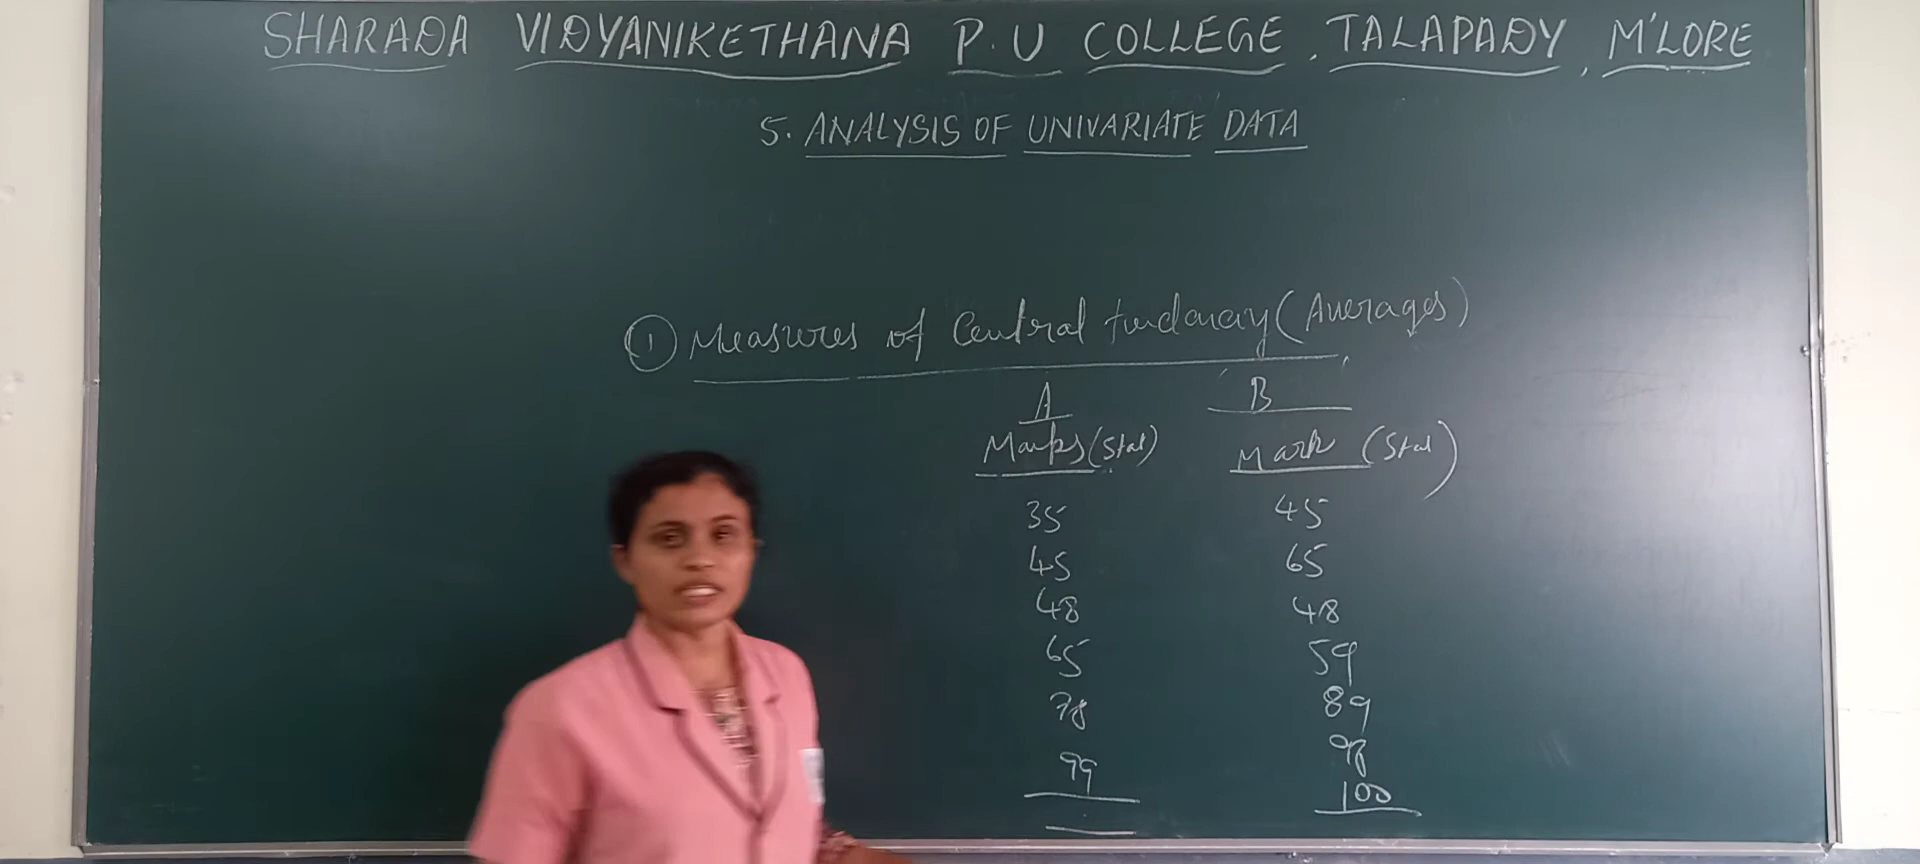 SHARADA VIDYANIKETHANA P.U COLLEGE, TALAPADY, M'LORE
5. ANALYSIS OF UNIVARIATE DATA
① Measures of Central tendancy (Averages)
A B
Marks (Stat) Mark (Stat)
35 45
45 65
48 48
65 59
78 89
99 98
100